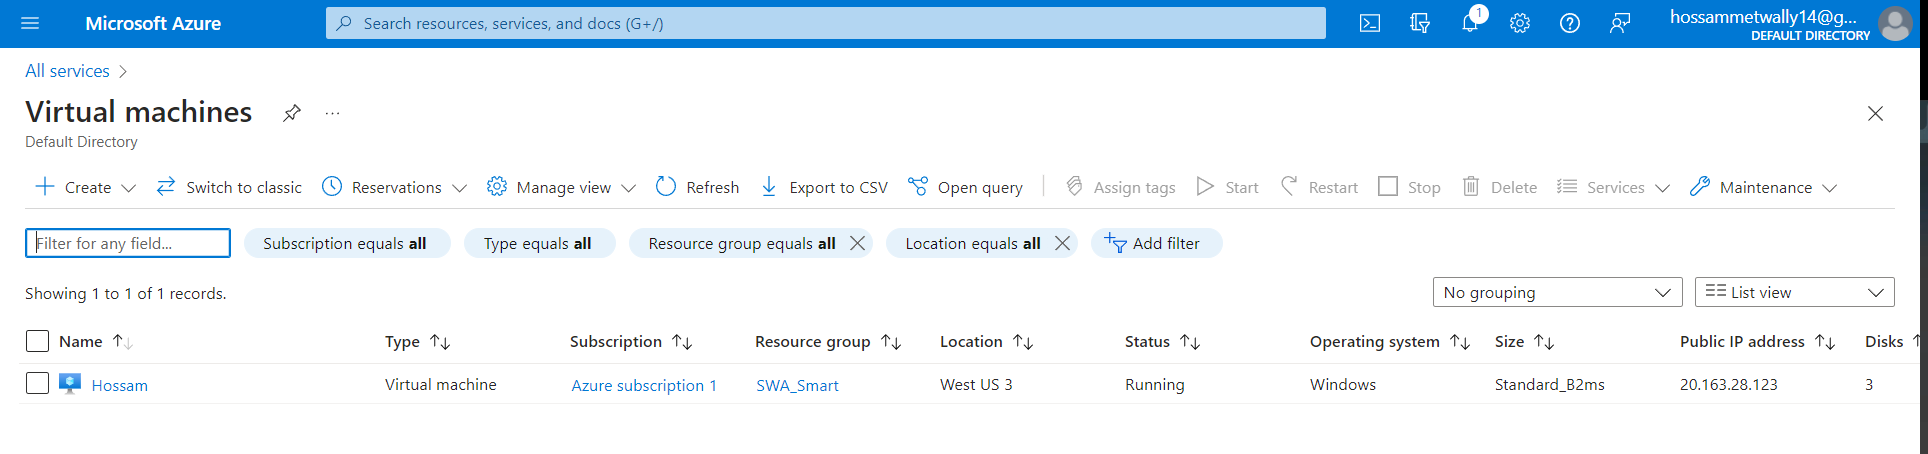 Microsoft Azure
Search resources, services, and docs (G+/)
1
hossammetwally14@g...
DEFAULT DIRECTORY
All services >
Virtual machines ...
Default Directory
Create Switch to classic Reservations Manage view Refresh Export to CSV Open query Assign tags Start Restart Stop Delete Services Maintenance
Filter for any field... Subscription equals all Type equals all Resource group equals all Location equals all Add filter
Showing 1 to 1 of 1 records. No grouping List view
Name Type Subscription Resource group Location Status Operating system Size Public IP address Disks
Hossam Virtual machine Azure subscription 1 SWA_Smart West US 3 Running Windows Standard_B2ms 20.163.28.123 3